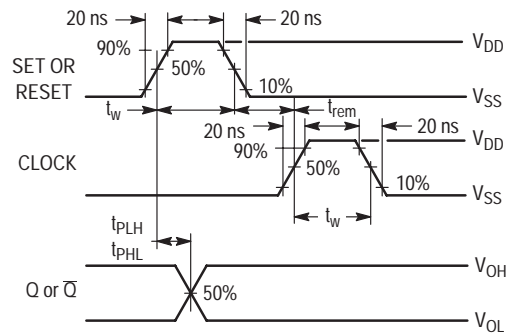 20 ns 20 ns
90% V_DD
SET OR
RESET
50%
10% V_SS
t_w t_rem
20 ns 20 ns
V_DD
CLOCK
90%
50%
10%
V_SS
t_w
t_PLH
t_PHL
V_OH
Q or Q̅
50%
V_OL